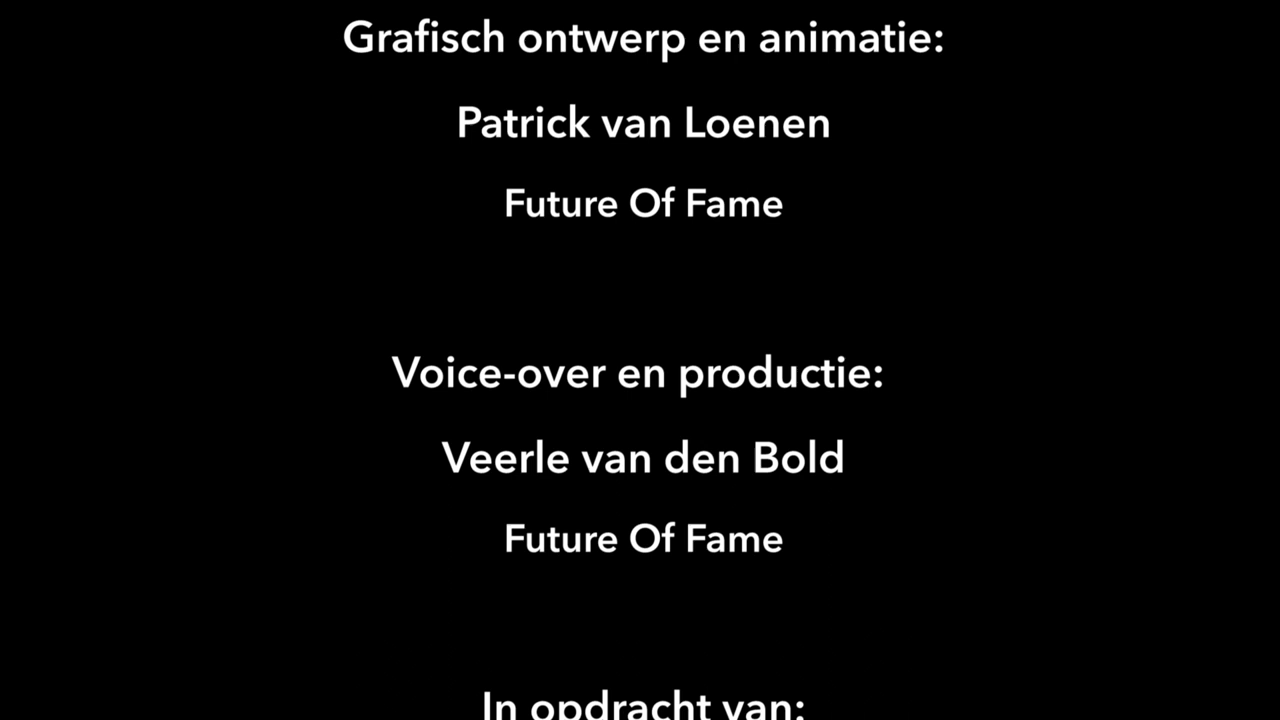 Grafisch ontwerp en animatie:
Patrick van Loenen
Future Of Fame
Voice-over en productie:
Veerle van den Bold
Future Of Fame
In opdracht van: